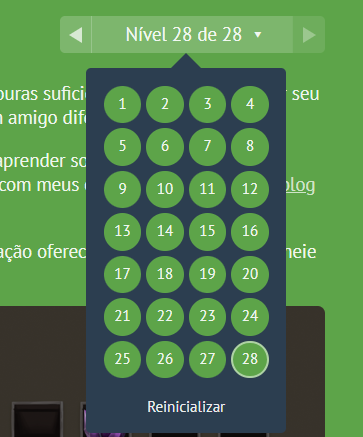 Nível 28 de 28
ouras sufici
r seu
n amigo dif
aprender so
com meus
blog
ação oferec
neie
1 2 3 4
5 6 7 8
9 10 11 12
13 14 15 16
17 18 19 20
21 22 23 24
25 26 27 28
Reinicializar